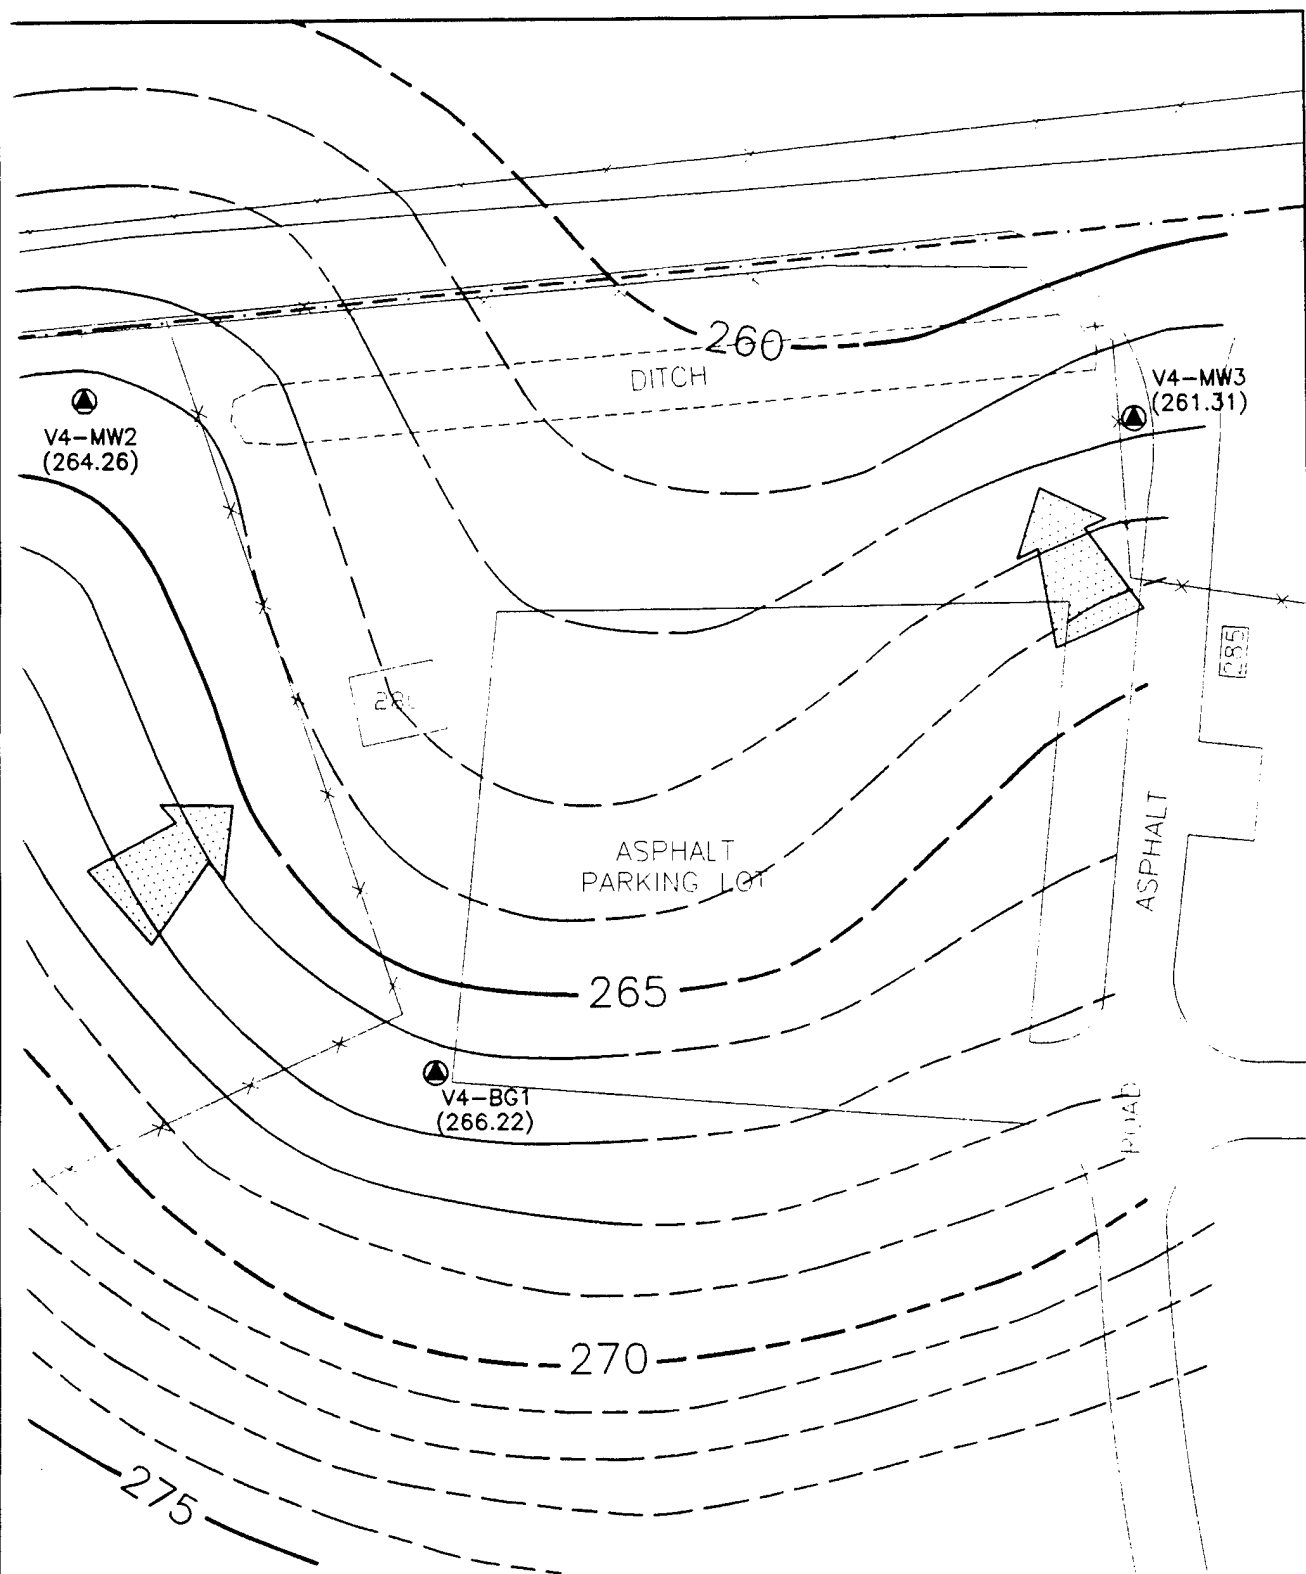 260
DITCH
V4-MW3
(261.31)
V4-MW2
(264.26)
285
ASPHALT
PARKING LOT
ASPHALT
265
V4-BG1
(266.22)
ROAD
270
275